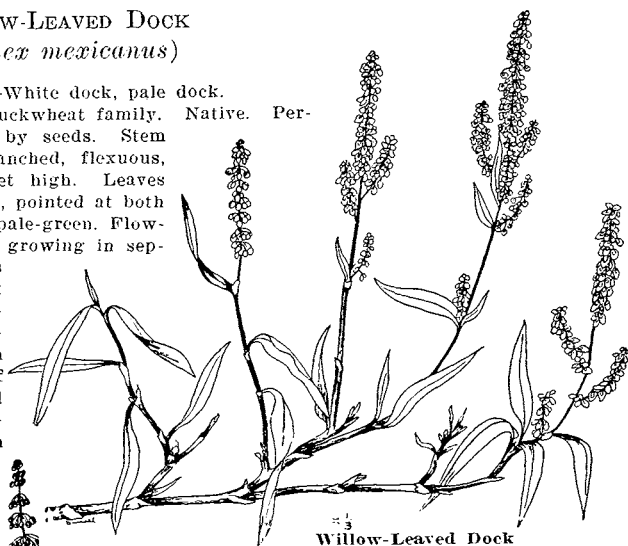 W-LEAVED DOCK
ex mexicanus)
-White dock, pale dock.
uckwheat family. Native. Per-
by seeds. Stem
anched, flexuous,
et high. Leaves
, pointed at both
pale-green. Flow-
growing in sep-
×⅓
Willow-Leaved Dock